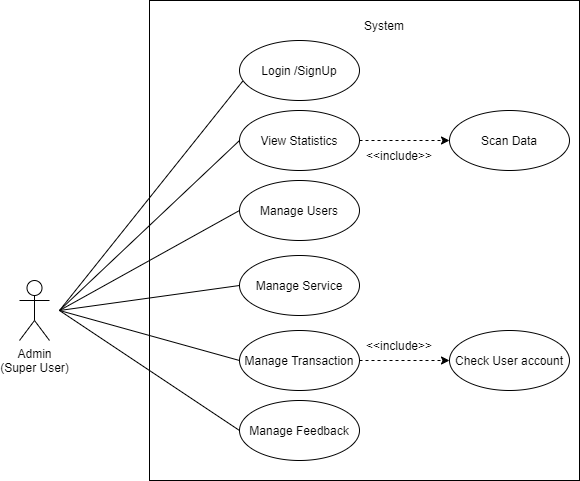 System
Login /SignUp
View Statistics
<<include>>
Scan Data
Manage Users
Manage Service
Manage Transaction
<<include>>
Check User account
Manage Feedback
Admin
(Super User)